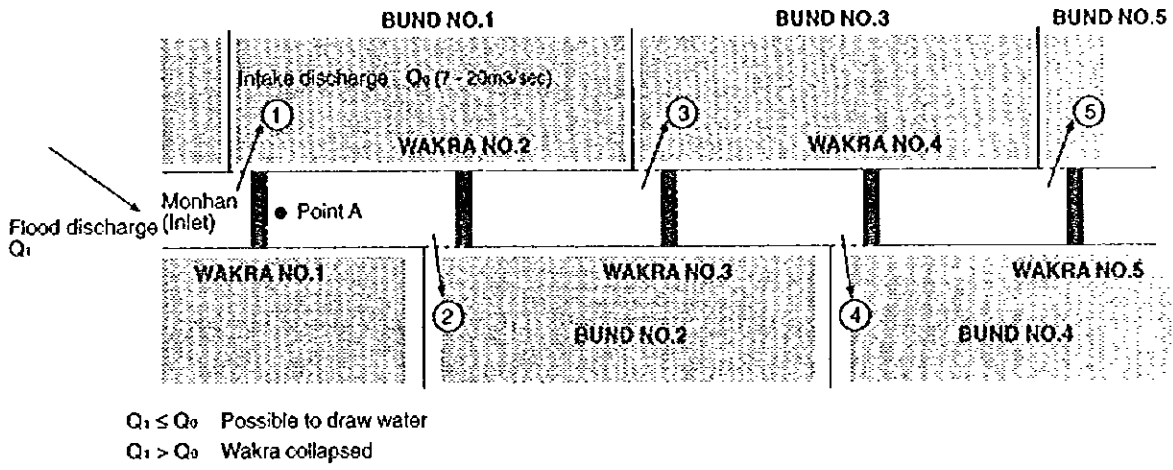 BUND NO.1
BUND NO.3
BUND NO.5
Intake discharge Q₀ (7 - 20m3/sec)
1
3
5
WAKRA NO.2
WAKRA NO.4
Monhan
(Inlet)
Point A
Flood discharge
Q₁
WAKRA NO.1
WAKRA NO.3
WAKRA NO.5
2
4
BUND NO.2
BUND NO.4
Q₁ ≤ Q₀ Possible to draw water
Q₁ > Q₀ Wakra collapsed